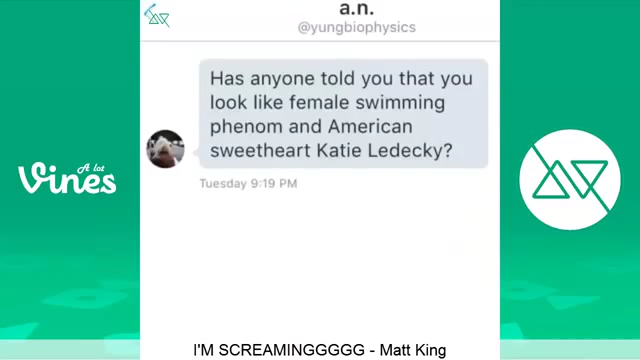 a.n.
@yungbiophysics
Has anyone told you that you
look like female swimming
phenom and American
sweetheart Katie Ledecky?
Tuesday 9:19 PM
A lot
Vines
I'M SCREAMINGGGGG - Matt King